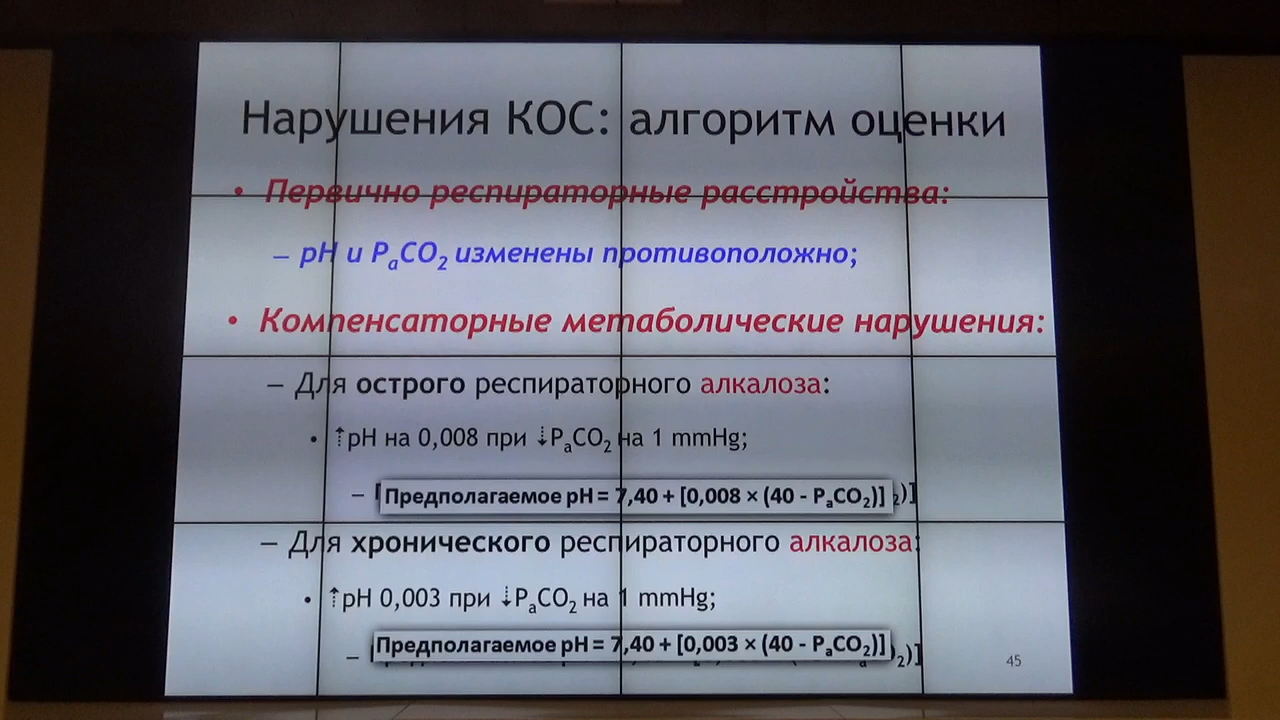 Нарушения КОС: алгоритм оценки
• Первично респираторные расстройства:
– pH и PaCO2 изменены противоположно;
• Компенсаторные метаболические нарушения:
– Для острого респираторного алкалоза:
• ⇡pH на 0,008 при ⇣PaCO2 на 1 mmHg;
– Предполагаемое pH = 7,40 + [0,008 × (40 - PaCO2)] 2)]
– Для хронического респираторного алкалоза:
• ⇡pH 0,003 при ⇣PaCO2 на 1 mmHg;
– Предполагаемое pH = 7,40 + [0,003 × (40 - PaCO2)] 2)]
45